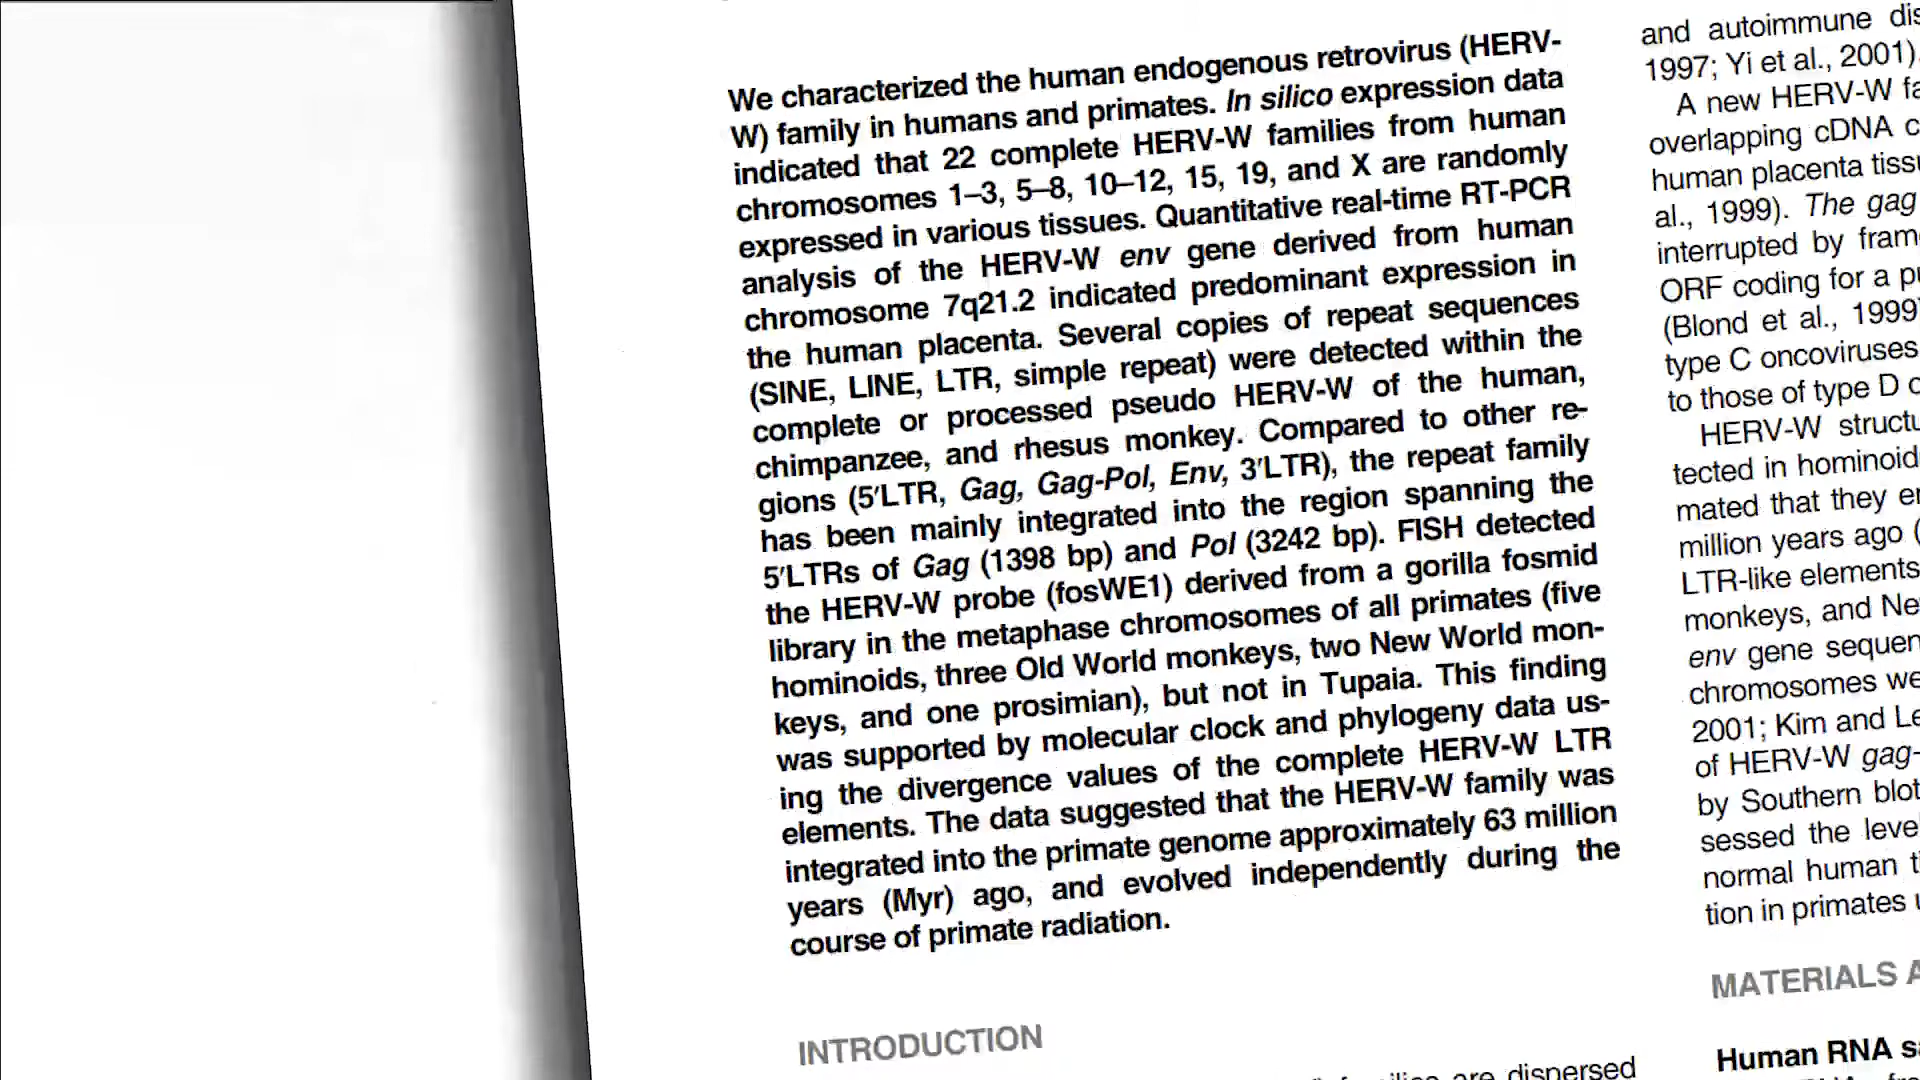 We characterized the human endogenous retrovirus (HERV-
W) family in humans and primates. In silico expression data
indicated that 22 complete HERV-W families from human
chromosomes 1–3, 5–8, 10–12, 15, 19, and X are randomly
expressed in various tissues. Quantitative real-time RT-PCR
analysis of the HERV-W env gene derived from human
chromosome 7q21.2 indicated predominant expression in
the human placenta. Several copies of repeat sequences
(SINE, LINE, LTR, simple repeat) were detected within the
complete or processed pseudo HERV-W of the human,
chimpanzee, and rhesus monkey. Compared to other re-
gions (5′LTR, Gag, Gag-Pol, Env, 3′LTR), the repeat family
has been mainly integrated into the region spanning the
5′LTRs of Gag (1398 bp) and Pol (3242 bp). FISH detected
the HERV-W probe (fosWE1) derived from a gorilla fosmid
library in the metaphase chromosomes of all primates (five
hominoids, three Old World monkeys, two New World mon-
keys, and one prosimian), but not in Tupaia. This finding
was supported by molecular clock and phylogeny data us-
ing the divergence values of the complete HERV-W LTR
elements. The data suggested that the HERV-W family was
integrated into the primate genome approximately 63 million
years (Myr) ago, and evolved independently during the
course of primate radiation.
INTRODUCTION
are dispersed
and autoimmune
1997; Yi et al., 2001)
A new HERV-W
overlapping cDNA
human placenta
al., 1999). The gag
interrupted by
ORF coding for a
(Blond et al., 1999
type C oncoviruses
to those of type D
HERV-W
tected in
mated that they
million years ago (
LTR-like elements
monkeys, and
env gene
chromosomes
2001; Kim and
of HERV-W gag-
by Southern blot
sessed the
normal human
tion in primates
MATERIALS
Human RNA